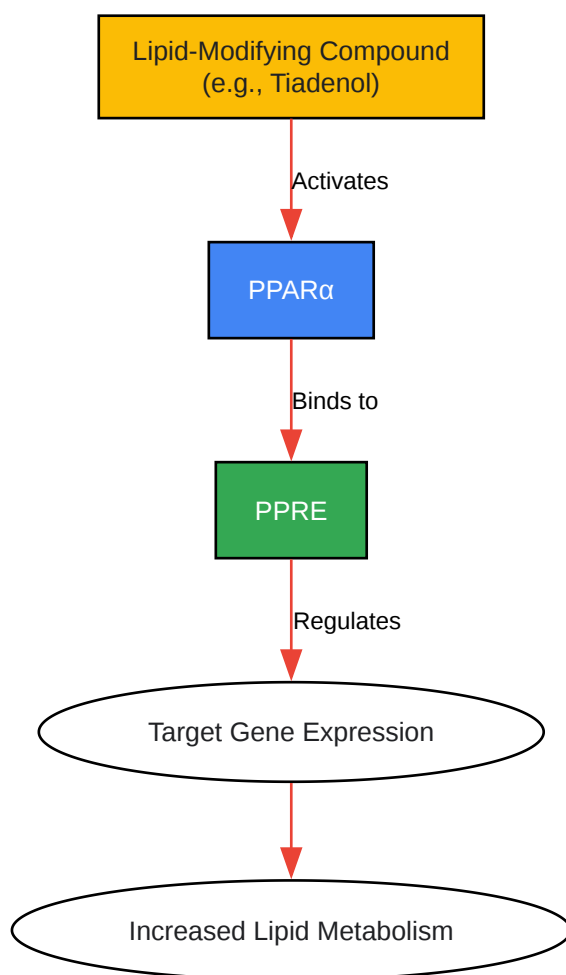 Lipid-Modifying Compound
(e.g., Tiadenol)
Activates
PPARα
Binds to
PPRE
Regulates
Target Gene Expression
Increased Lipid Metabolism